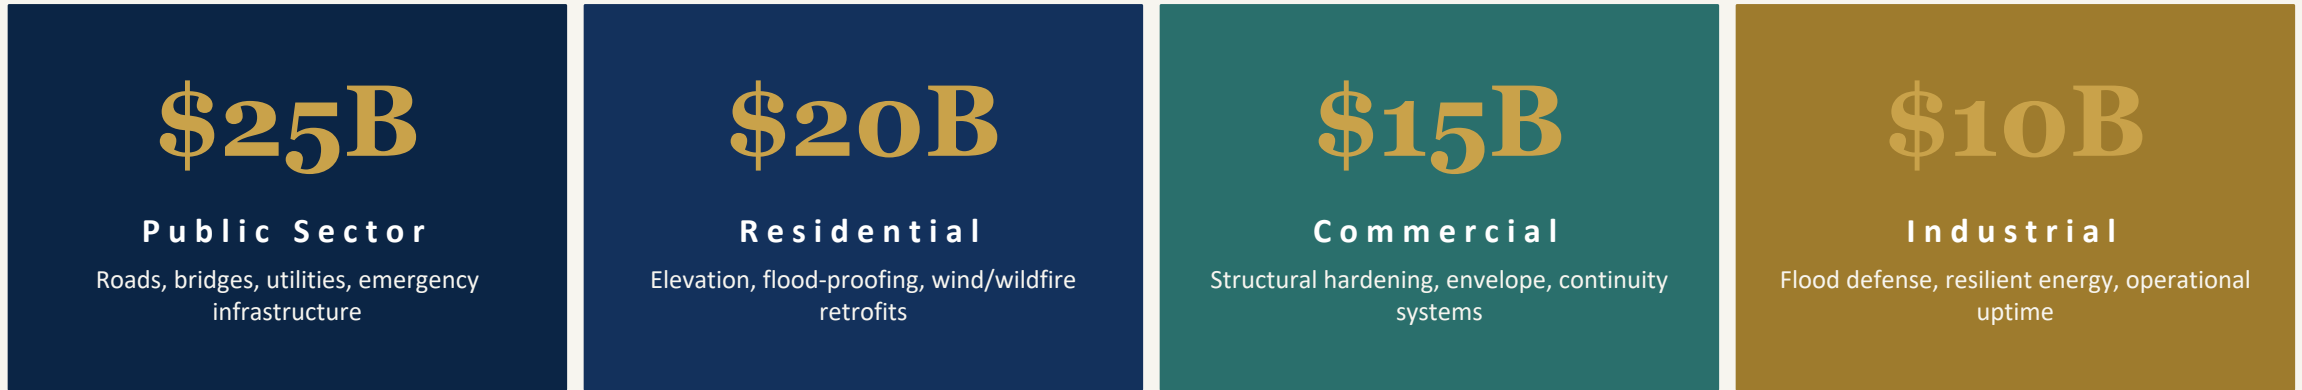 $25B
Public Sector
Roads, bridges, utilities, emergency
infrastructure
$20B
Residential
Elevation, flood-proofing, wind/wildfire
retrofits
$15B
Commercial
Structural hardening, envelope, continuity
systems
$10B
Industrial
Flood defense, resilient energy, operational
uptime